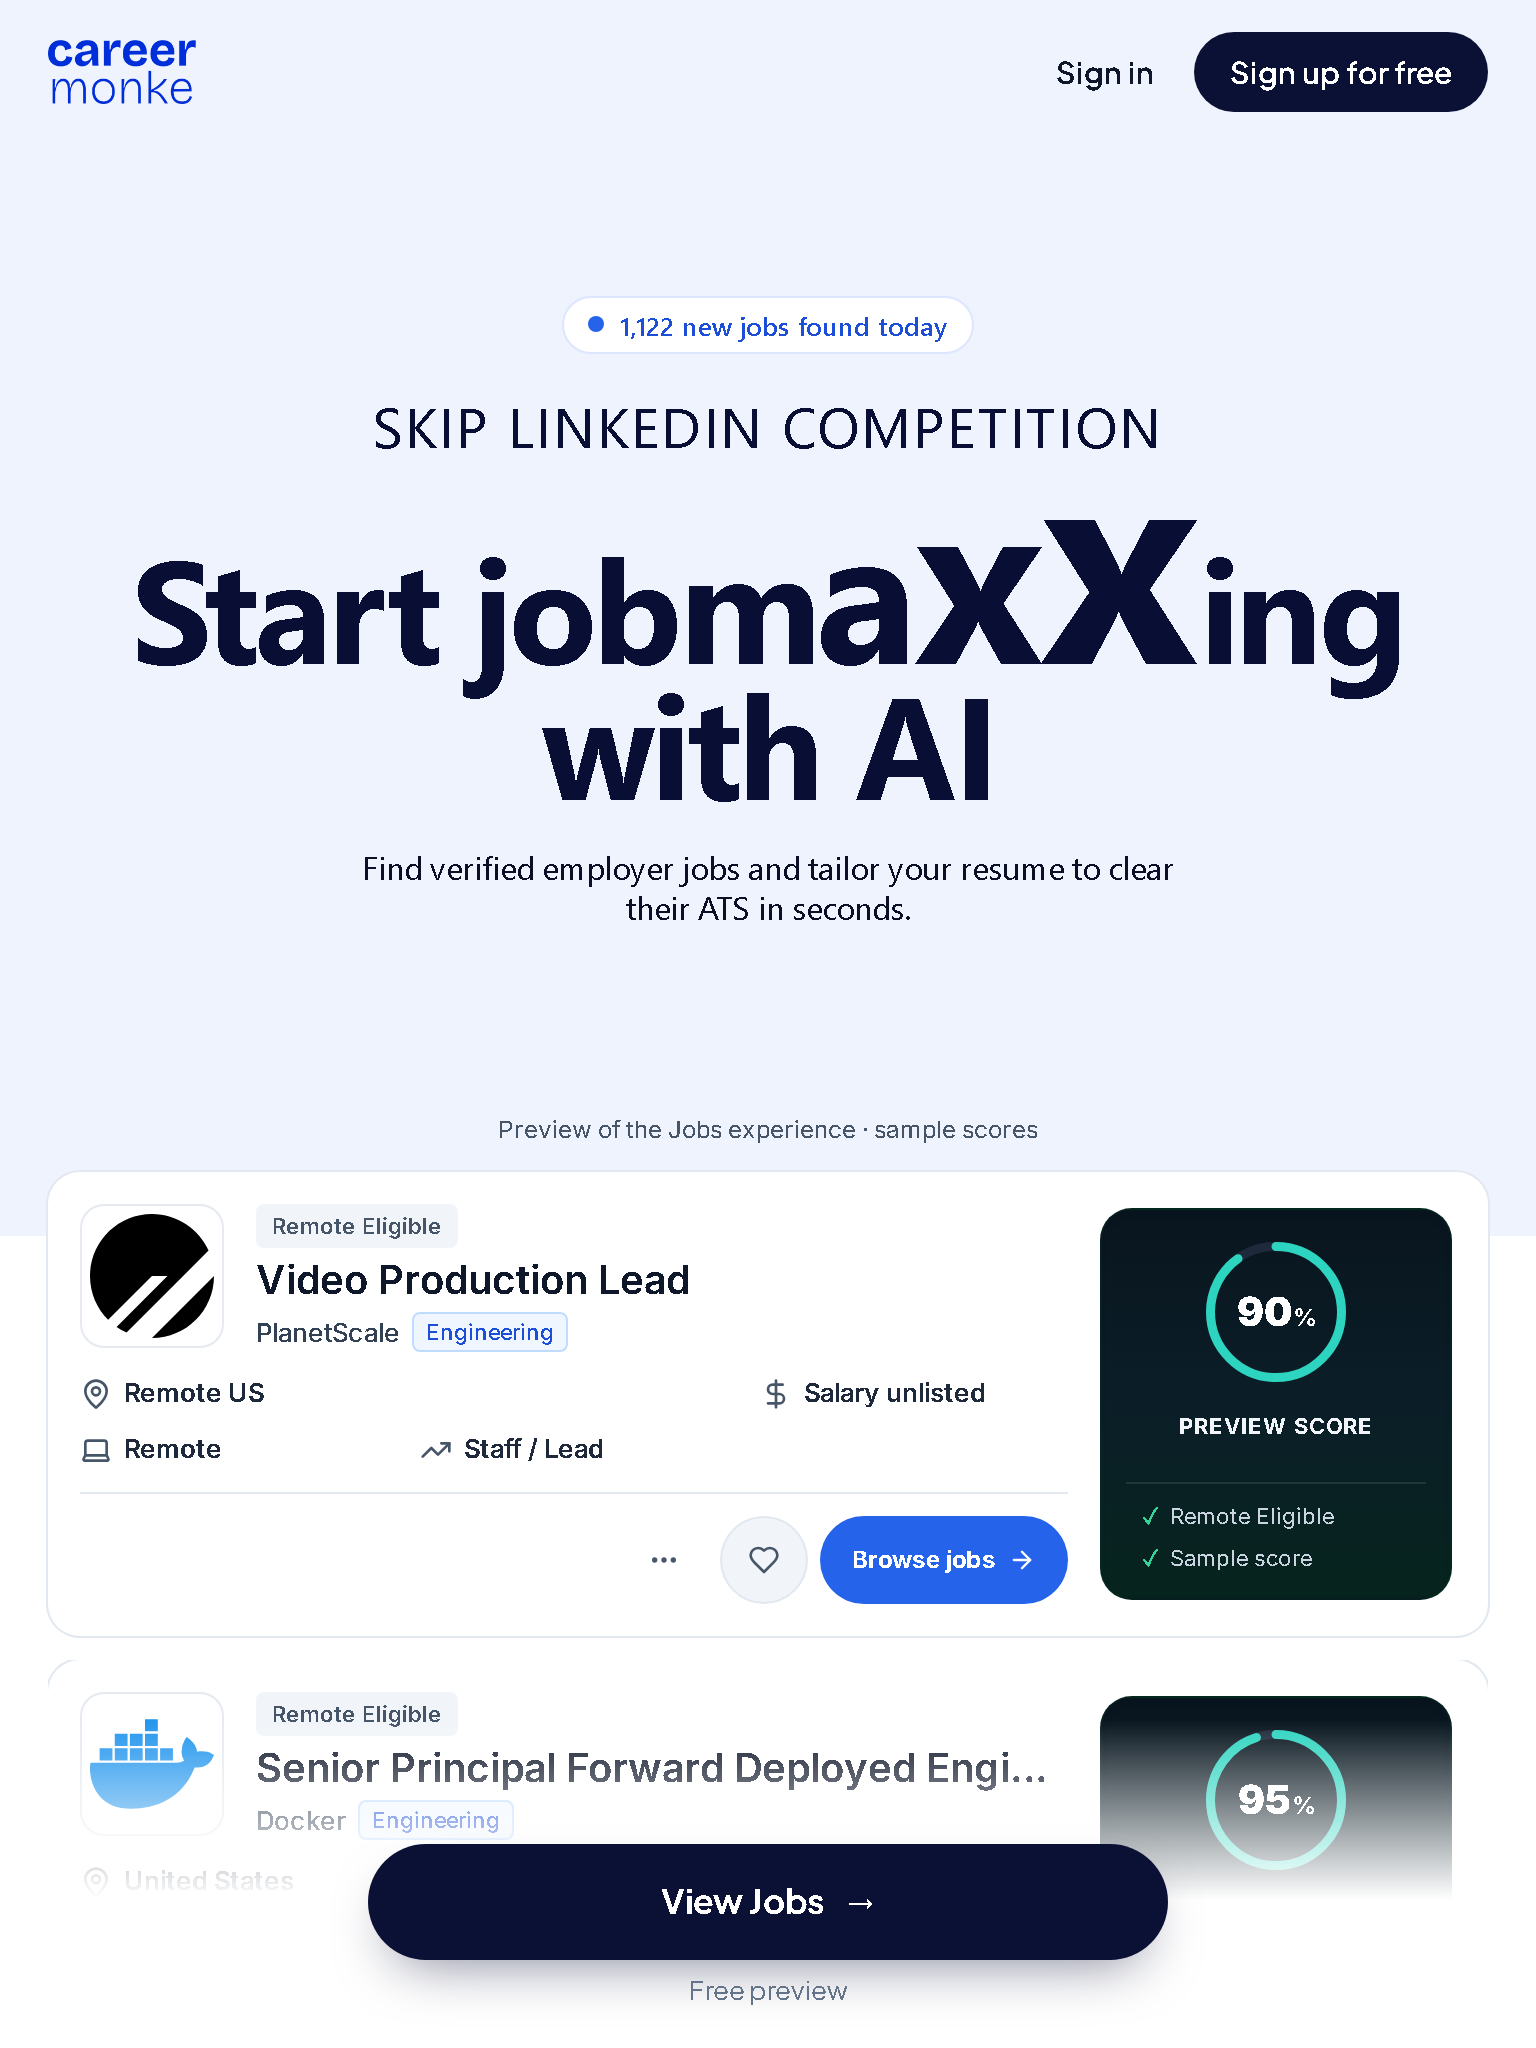 career
monke
Sign in
Sign up for free
1,122 new jobs found today
SKIP LINKEDIN COMPETITION
Start jobmaxXing
with AI
Find verified employer jobs and tailor your resume to clear
their ATS in seconds.
Preview of the Jobs experience · sample scores
Remote Eligible
Video Production Lead
PlanetScale Engineering
Remote US
Salary unlisted
Remote
Staff / Lead
Browse jobs →
90%
PREVIEW SCORE
✓ Remote Eligible
✓ Sample score
Remote Eligible
Senior Principal Forward Deployed Engi...
Docker Engineering
United States
95%
View Jobs →
Free preview